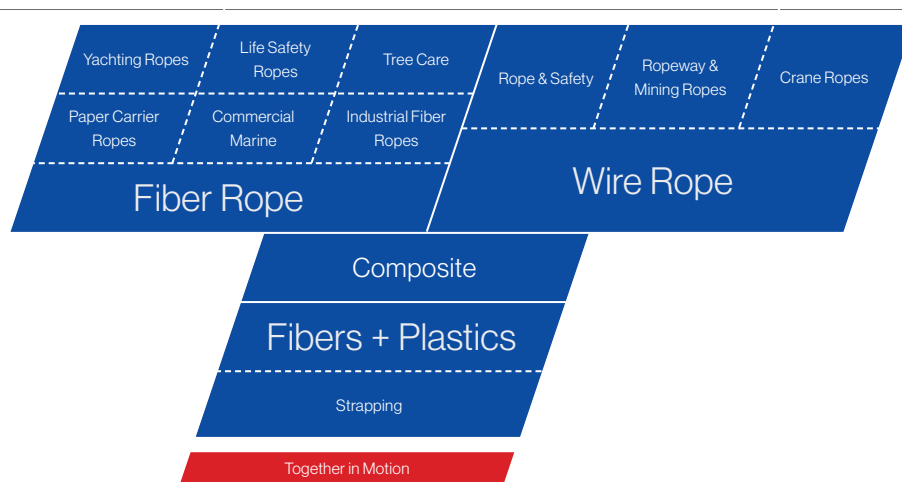 Yachting Ropes
Life Safety
Ropes
Tree Care
Rope & Safety
Ropeway &
Mining Ropes
Crane Ropes
Paper Carrier
Ropes
Commercial
Marine
Industrial Fiber
Ropes
Fiber Rope
Wire Rope
Composite
Fibers + Plastics
Strapping
Together in Motion